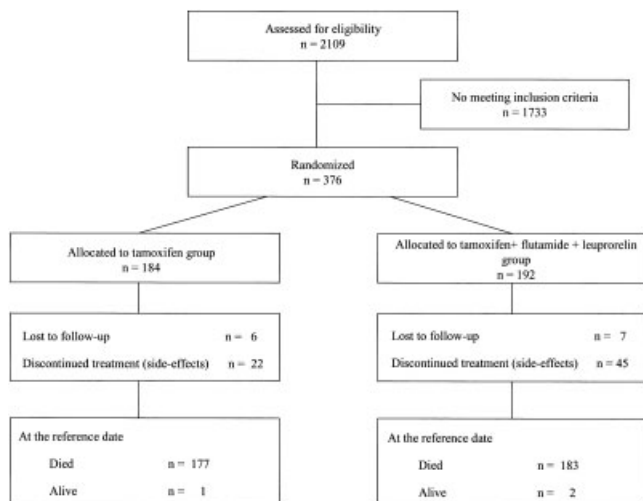 Assessed for eligibility
n = 2109
No meeting inclusion criteria
n = 1733
Randomized
n = 376
Allocated to tamoxifen group
n = 184
Allocated to tamoxifen+ flutamide + leuprorelin
group
n = 192
Lost to follow-up n = 6
Discontinued treatment (side-effects) n = 22
Lost to follow-up n = 7
Discontinued treatment (side-effects) n = 45
At the reference date
Died n = 177
Alive n = 1
At the reference date
Died n = 183
Alive n = 2